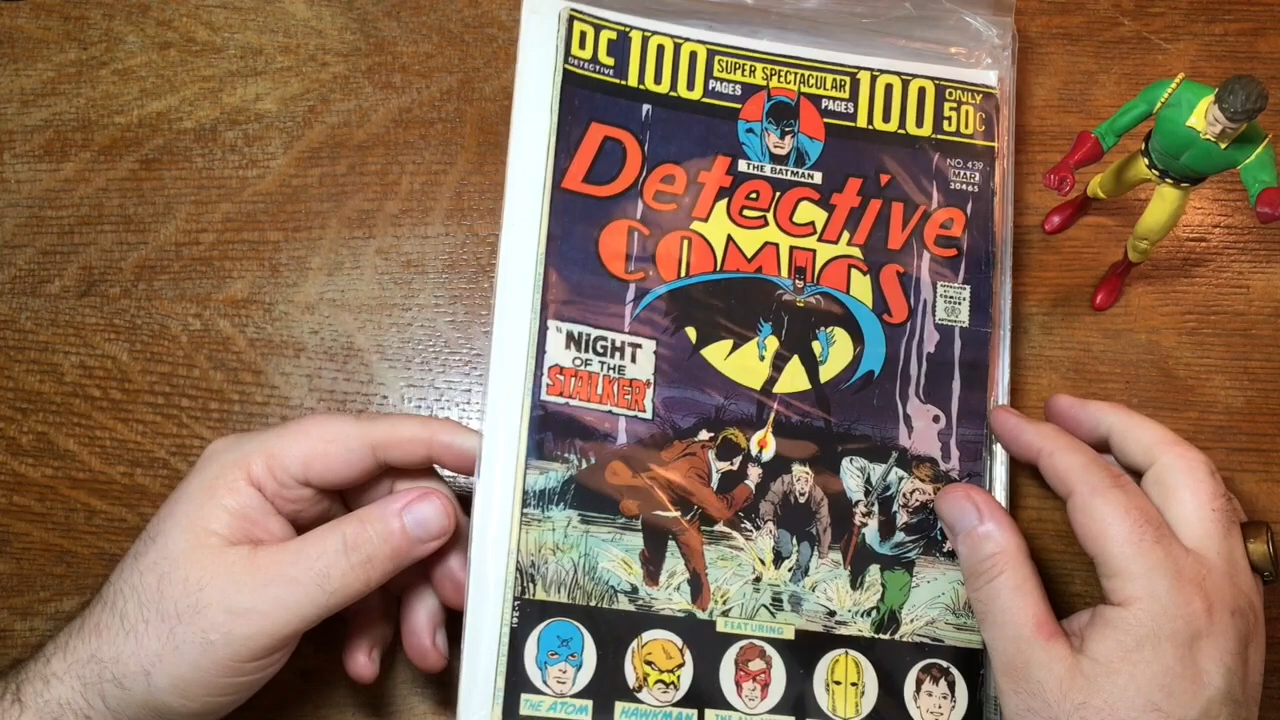 DC 100 SUPER SPECTACULAR 100 ONLY
DETECTIVE PAGES PAGES 50¢
THE BATMAN
NO. 439
MAR.
30465
Detective
COMICS
APPROVED
BY THE
COMICS
CODE
AUTHORITY
"NIGHT
OF THE
STALKER"
L-261
FEATURING
THE ATOM
HAWKMAN